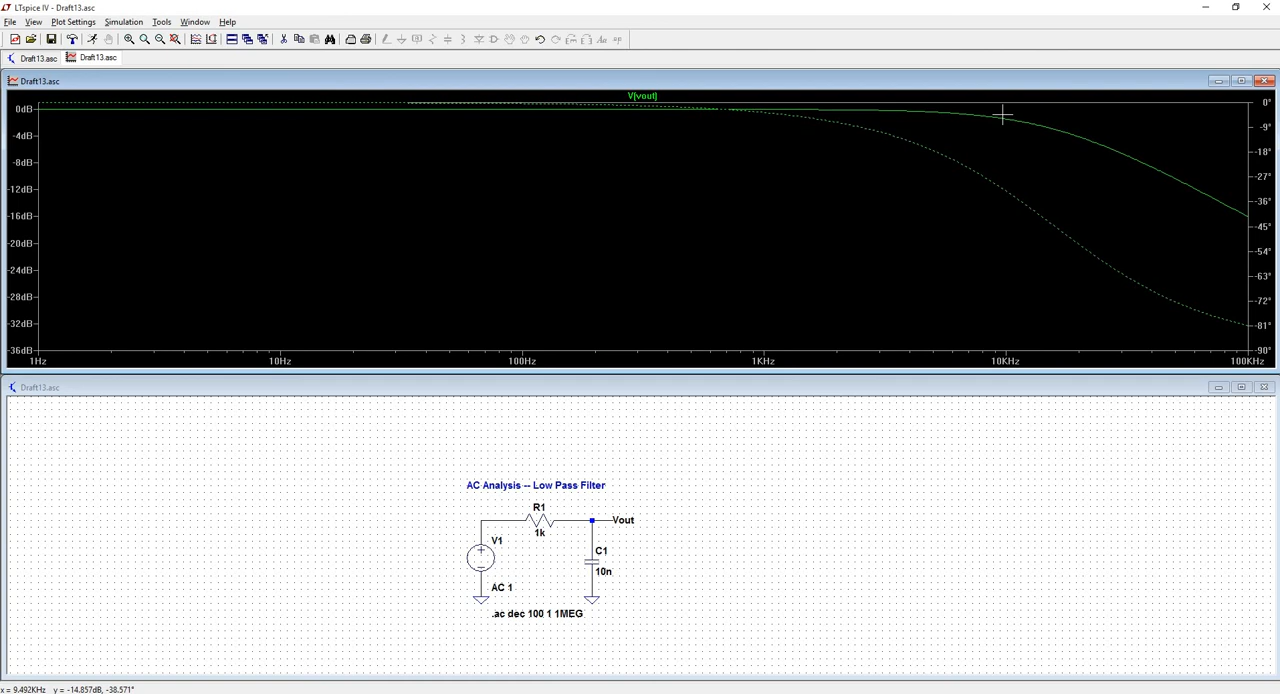 LTspice IV - Draft13.asc
File View Plot Settings Simulation Tools Window Help
Draft13.asc Draft13.asc
Draft13.asc
V[vout]
0dB 0°
-4dB -9°
-8dB -18°
-12dB -27°
-16dB -36°
-20dB -45°
-24dB -54°
-28dB -63°
-32dB -72°
-36dB -81°
-90°
1Hz 10Hz 100Hz 1KHz 10KHz 100KHz
Draft13.asc
AC Analysis -- Low Pass Filter
R1
Vout
1k
V1
C1
10n
AC 1
.ac dec 100 1 1MEG
x = 9.492KHz y = -14.857dB, -38.571°